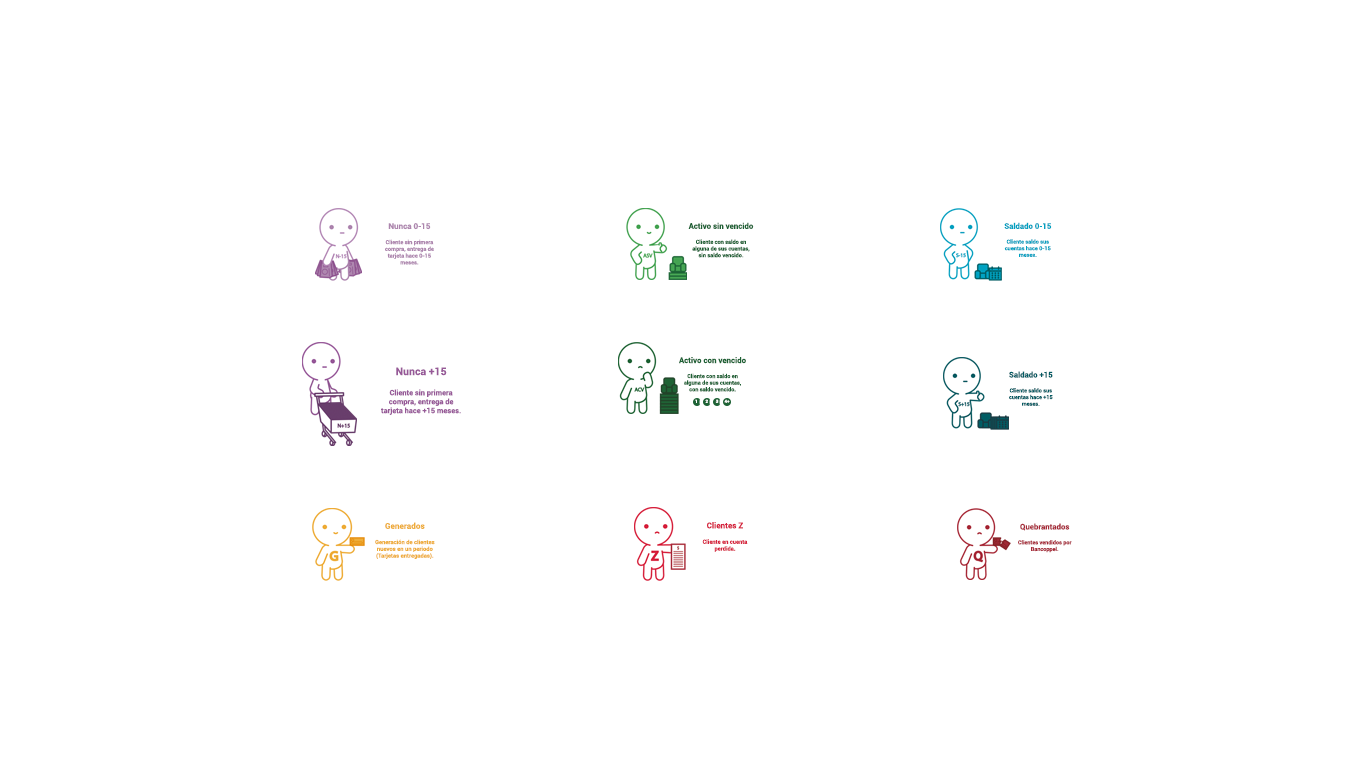 Nunca 0-15
Cliente sin primera
compra, entrega de
tarjeta hace 0-15
meses.
N-15
Activo sin vencido
Cliente con saldo en
alguna de sus cuentas,
sin saldo vencido.
ASV
Saldado 0-15
Cliente saldo sus
cuentas hace 0-15
meses.
S-15
Nunca +15
Cliente sin primera
compra, entrega de
tarjeta hace +15 meses.
N+15
Activo con vencido
Cliente con saldo en
alguna de sus cuentas,
con saldo vencido.
ACV
Saldado +15
Cliente saldo sus
cuentas hace +15
meses.
S+15
Generados
Generación de clientes
nuevos en un periodo
(Tarjetas entregadas).
G
Clientes Z
Cliente en cuenta
perdida.
Z
Quebrantados
Clientes vendidos por
Bancoppel.
Q